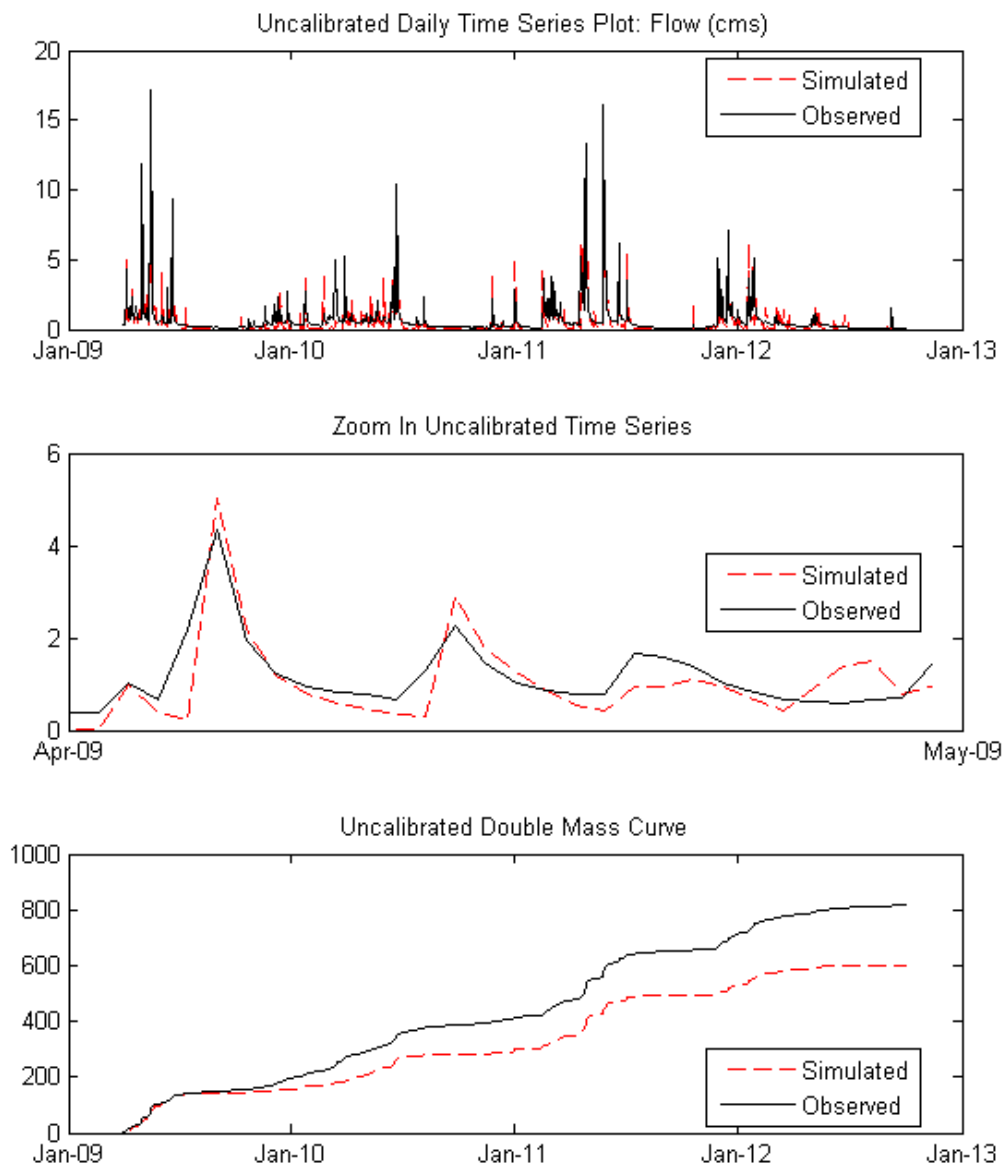 Uncalibrated Daily Time Series Plot: Flow (cms)
20
15
10
5
0
Simulated
Observed
Jan-09 Jan-10 Jan-11 Jan-12 Jan-13
Zoom In Uncalibrated Time Series
6
4
2
0
Simulated
Observed
Apr-09 May-09
Uncalibrated Double Mass Curve
1000
800
600
400
200
0
Simulated
Observed
Jan-09 Jan-10 Jan-11 Jan-12 Jan-13